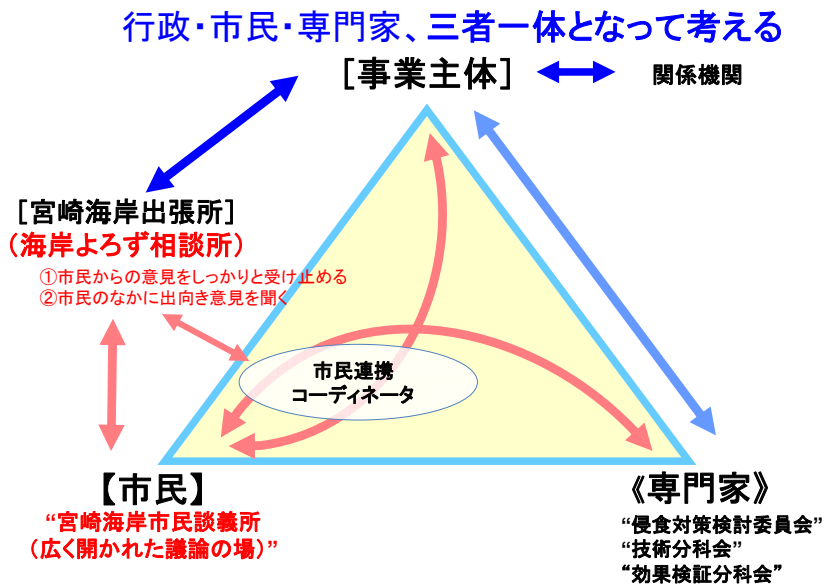 行政・市民・専門家、三者一体となって考える
[事業主体]
関係機関
[宮崎海岸出張所]
(海岸よろず相談所)
①市民からの意見をしっかりと受け止める
②市民のなかに出向き意見を聞く
市民連携
コーディネータ
【市民】
“宮崎海岸市民談義所
(広く開かれた議論の場)”
《専門家》
“侵食対策検討委員会”
“技術分科会”
“効果検証分科会”